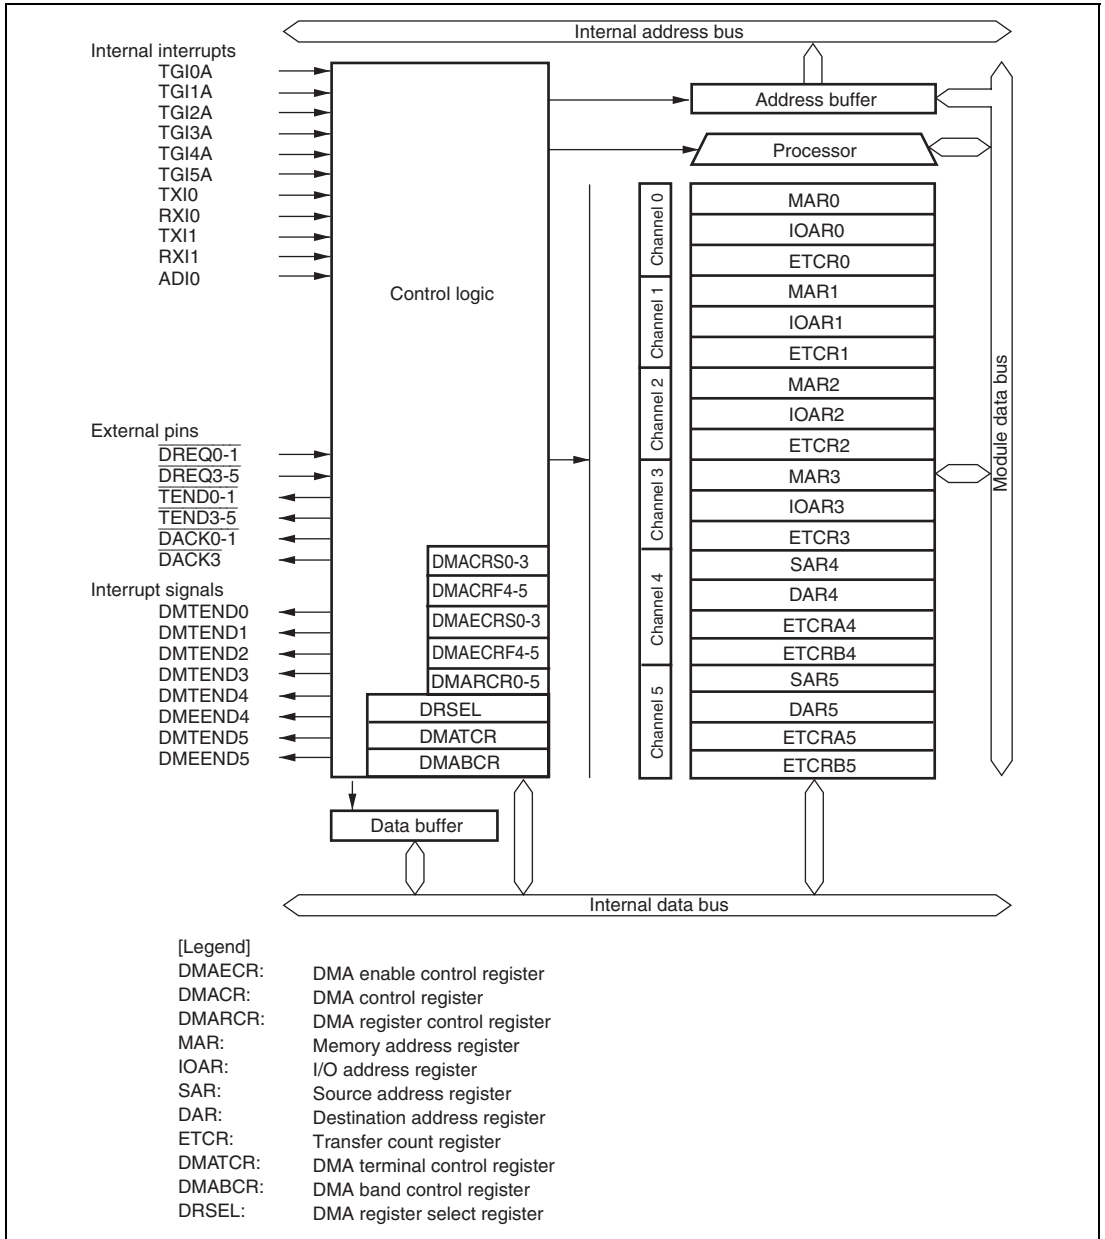 Internal address bus
Internal interrupts
TGI0A
TGI1A
TGI2A
TGI3A
TGI4A
TGI5A
TXI0
RXI0
TXI1
RXI1
ADI0
Control logic
Address buffer
Processor
Channel 0
MAR0
IOAR0
ETCR0
Channel 1
MAR1
IOAR1
ETCR1
Channel 2
MAR2
IOAR2
ETCR2
Channel 3
MAR3
IOAR3
ETCR3
Channel 4
SAR4
DAR4
ETCRA4
ETCRB4
Channel 5
SAR5
DAR5
ETCRA5
ETCRB5
Module data bus
External pins
DREQ0-1
DREQ3-5
TEND0-1
TEND3-5
DACK0-1
DACK3
Interrupt signals
DMTEND0
DMTEND1
DMTEND2
DMTEND3
DMTEND4
DMEEND4
DMTEND5
DMEEND5
DMACRS0-3
DMACRF4-5
DMAECRS0-3
DMAECRF4-5
DMARCR0-5
DRSEL
DMATCR
DMABCR
Data buffer
Internal data bus
[Legend]
DMAECR: DMA enable control register
DMACR: DMA control register
DMARCR: DMA register control register
MAR: Memory address register
IOAR: I/O address register
SAR: Source address register
DAR: Destination address register
ETCR: Transfer count register
DMATCR: DMA terminal control register
DMABCR: DMA band control register
DRSEL: DMA register select register